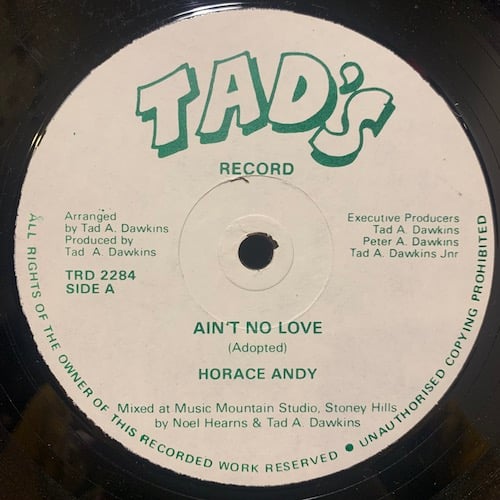 TAD'S
RECORD
Arranged
by Tad A. Dawkins
Produced by
Tad A. Dawkins
TRD 2284
SIDE A
Executive Producers
Tad A. Dawkins
Peter A. Dawkins
Tad A. Dawkins Jnr
AIN'T NO LOVE
(Adopted)
HORACE ANDY
Mixed at Music Mountain Studio, Stoney Hills
by Noel Hearns & Tad A. Dawkins
ALL RIGHTS OF THE OWNER OF THIS RECORDED WORK RESERVED ● UNAUTHORISED COPYING PROHIBITED